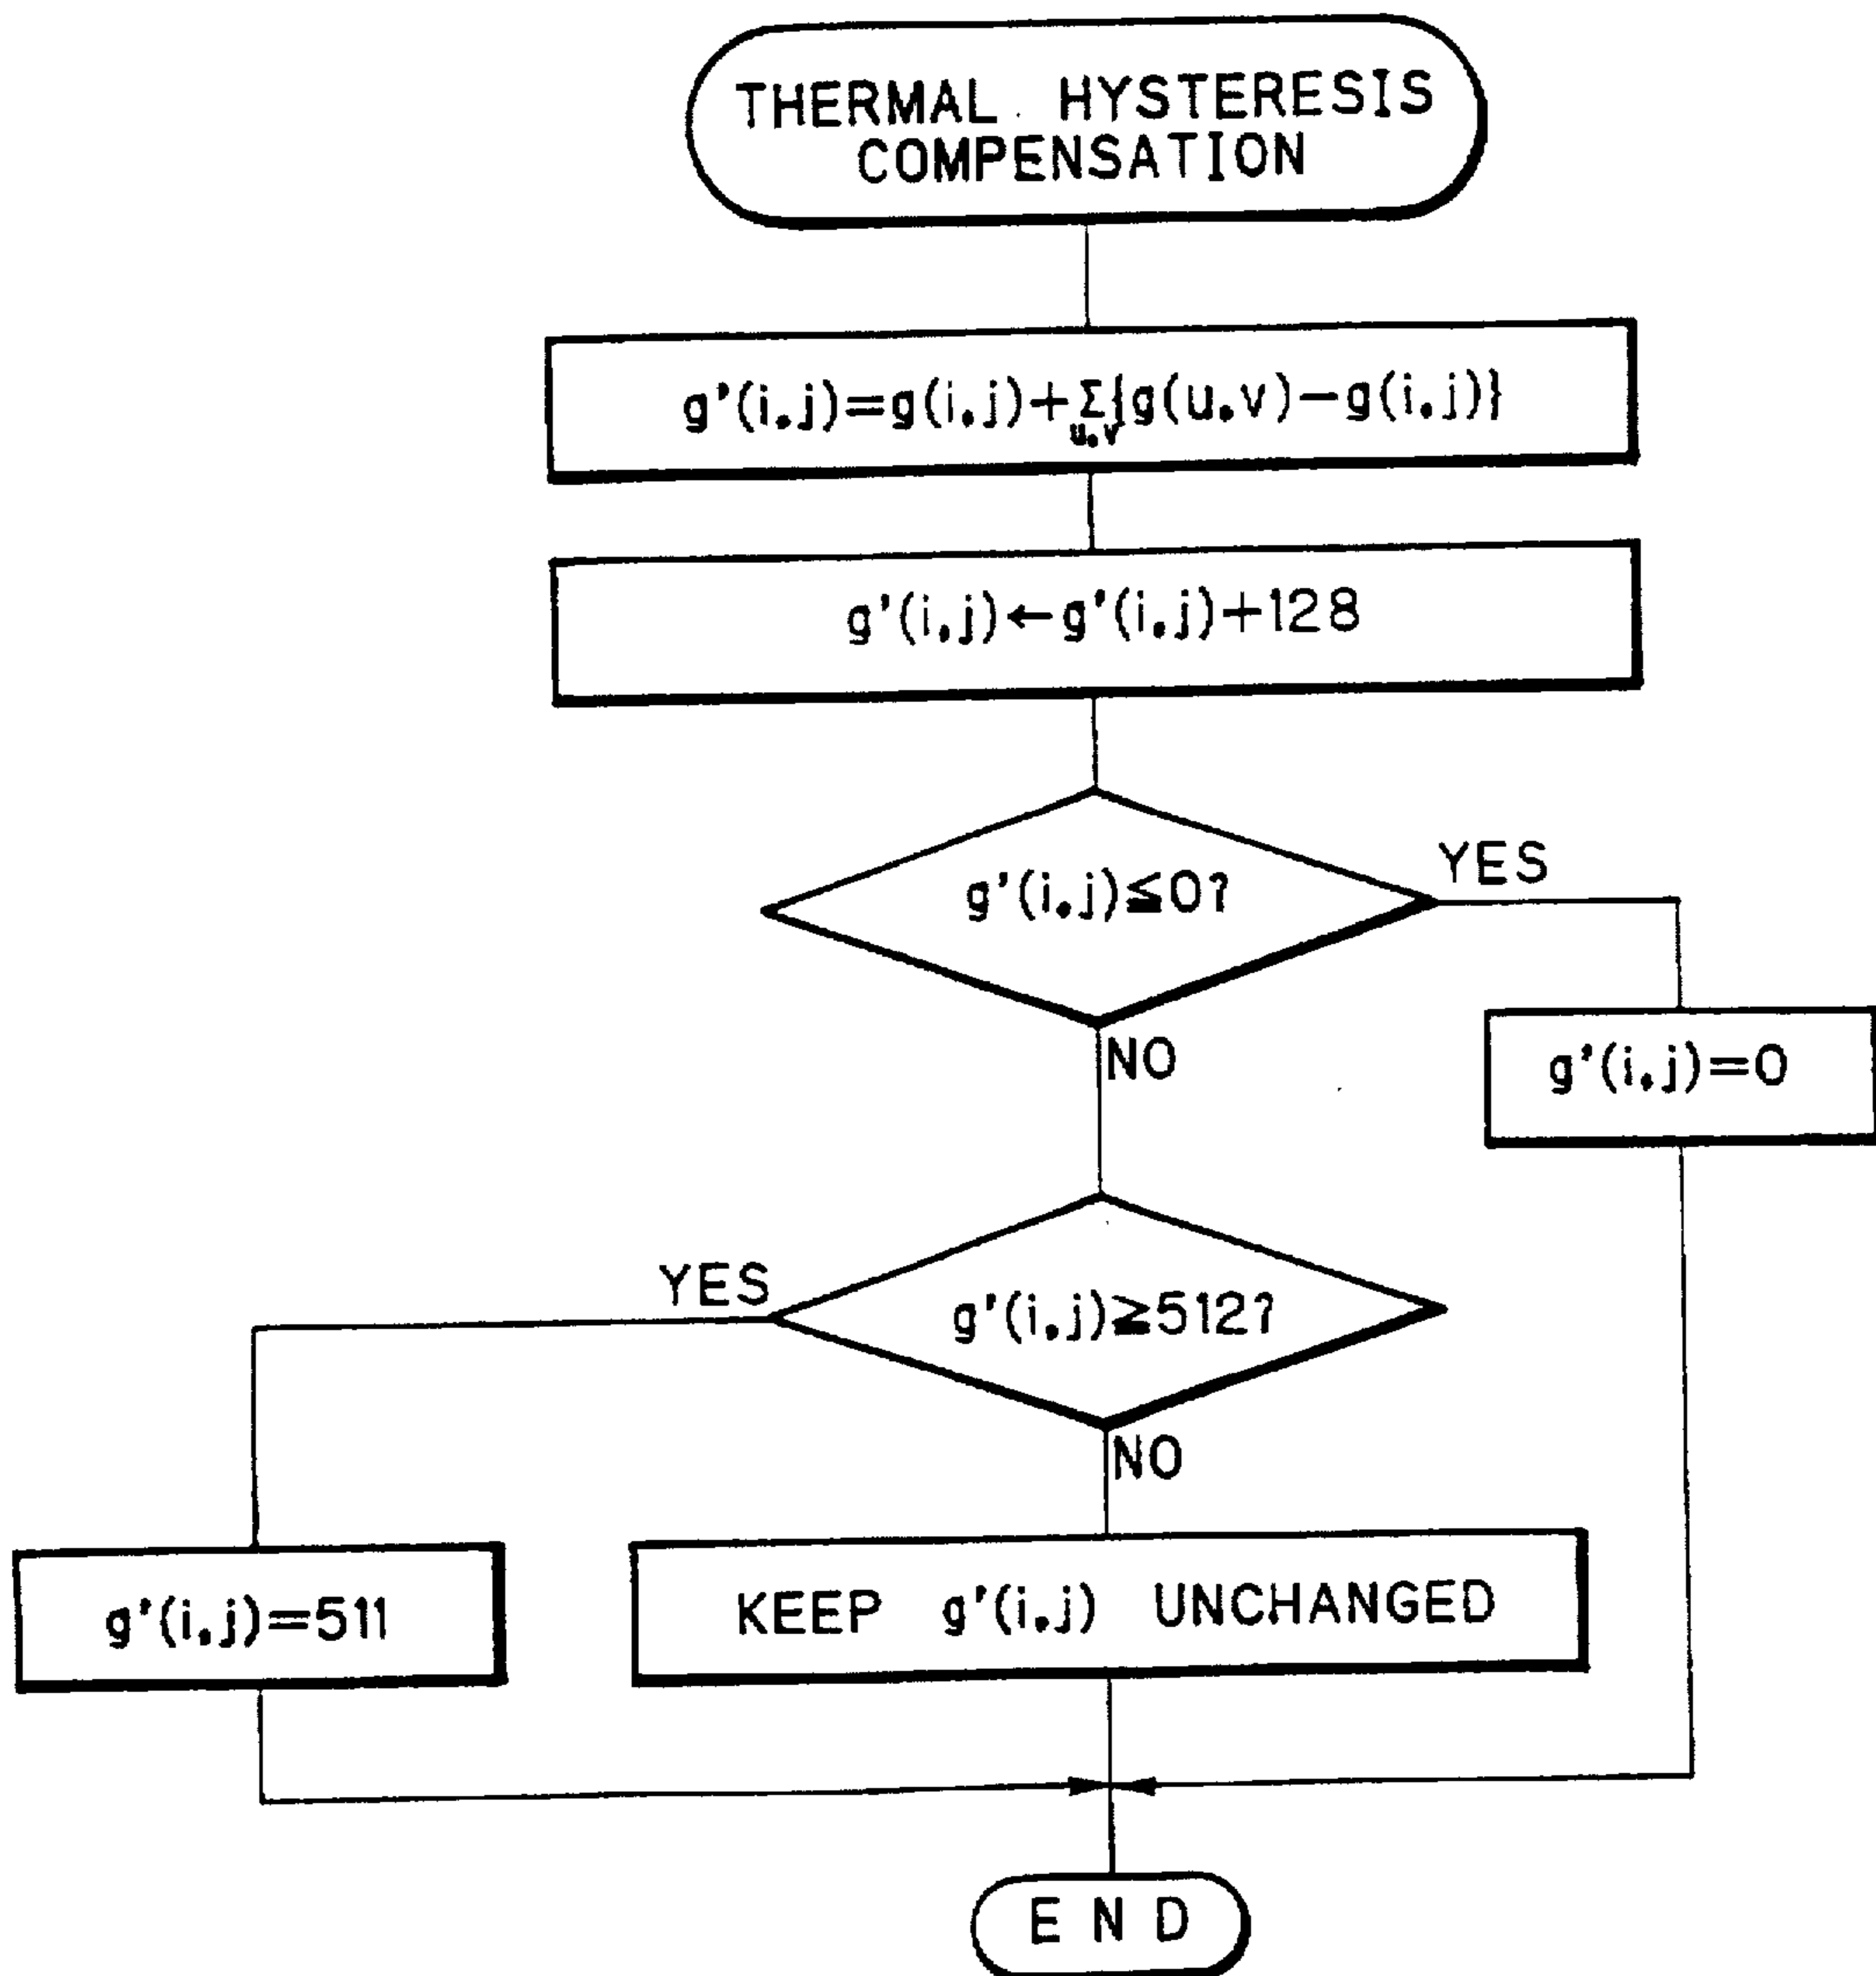 THERMAL HYSTERESIS
COMPENSATION
g'(i,j)=g(i,j)+Σ{g(u,v)-g(i,j)}
u,v
g'(i,j)←g'(i,j)+128
g'(i,j)≦0?
YES
NO
g'(i,j)=0
YES
g'(i,j)≧512?
NO
g'(i,j)=511
KEEP g'(i,j) UNCHANGED
END